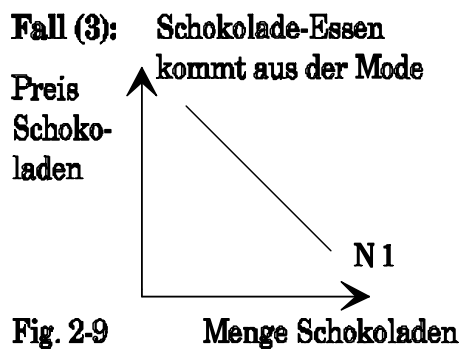 Fall (3): Schokolade-Essen
kommt aus der Mode
Preis
Schoko-
laden
N 1
Fig. 2-9 Menge Schokoladen